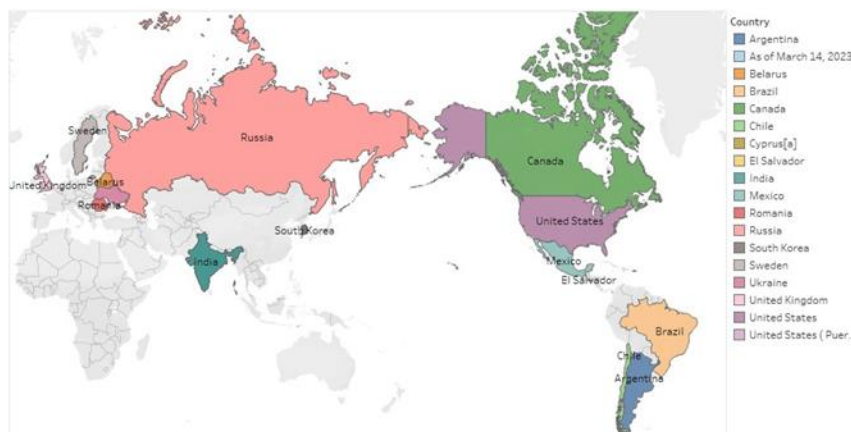 Country
Argentina
As of March 14, 2023
Belarus
Brazil
Canada
Chile
Cyprus[a]
El Salvador
India
Mexico
Romania
Russia
South Korea
Sweden
Ukraine
United Kingdom
United States
United States ( Puer..
Sweden
Russia
United Kingdom
Belarus
Romania
South Korea
India
Canada
United States
Mexico
El Salvador
Brazil
Chile
Argentina